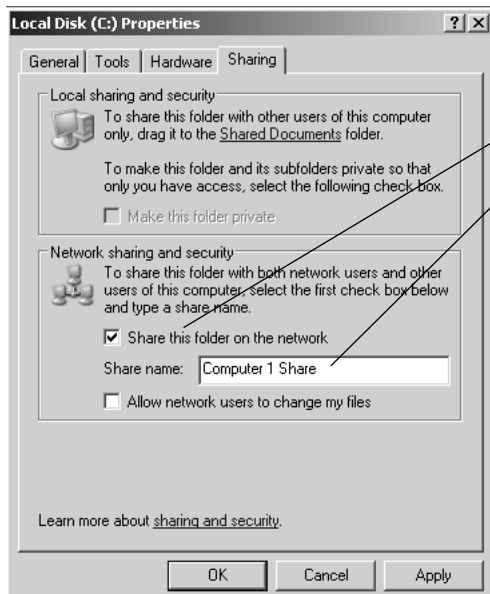 Local Disk (C:) Properties
General
Tools
Hardware
Sharing
Local sharing and security
To share this folder with other users of this computer
only, drag it to the Shared Documents folder.
To make this folder and its subfolders private so that
only you have access, select the following check box.
Make this folder private
Network sharing and security
To share this folder with both network users and other
users of this computer, select the first check box below
and type a share name.
Share this folder on the network
Share name: Computer 1 Share
Allow network users to change my files
Learn more about sharing and security.
OK
Cancel
Apply